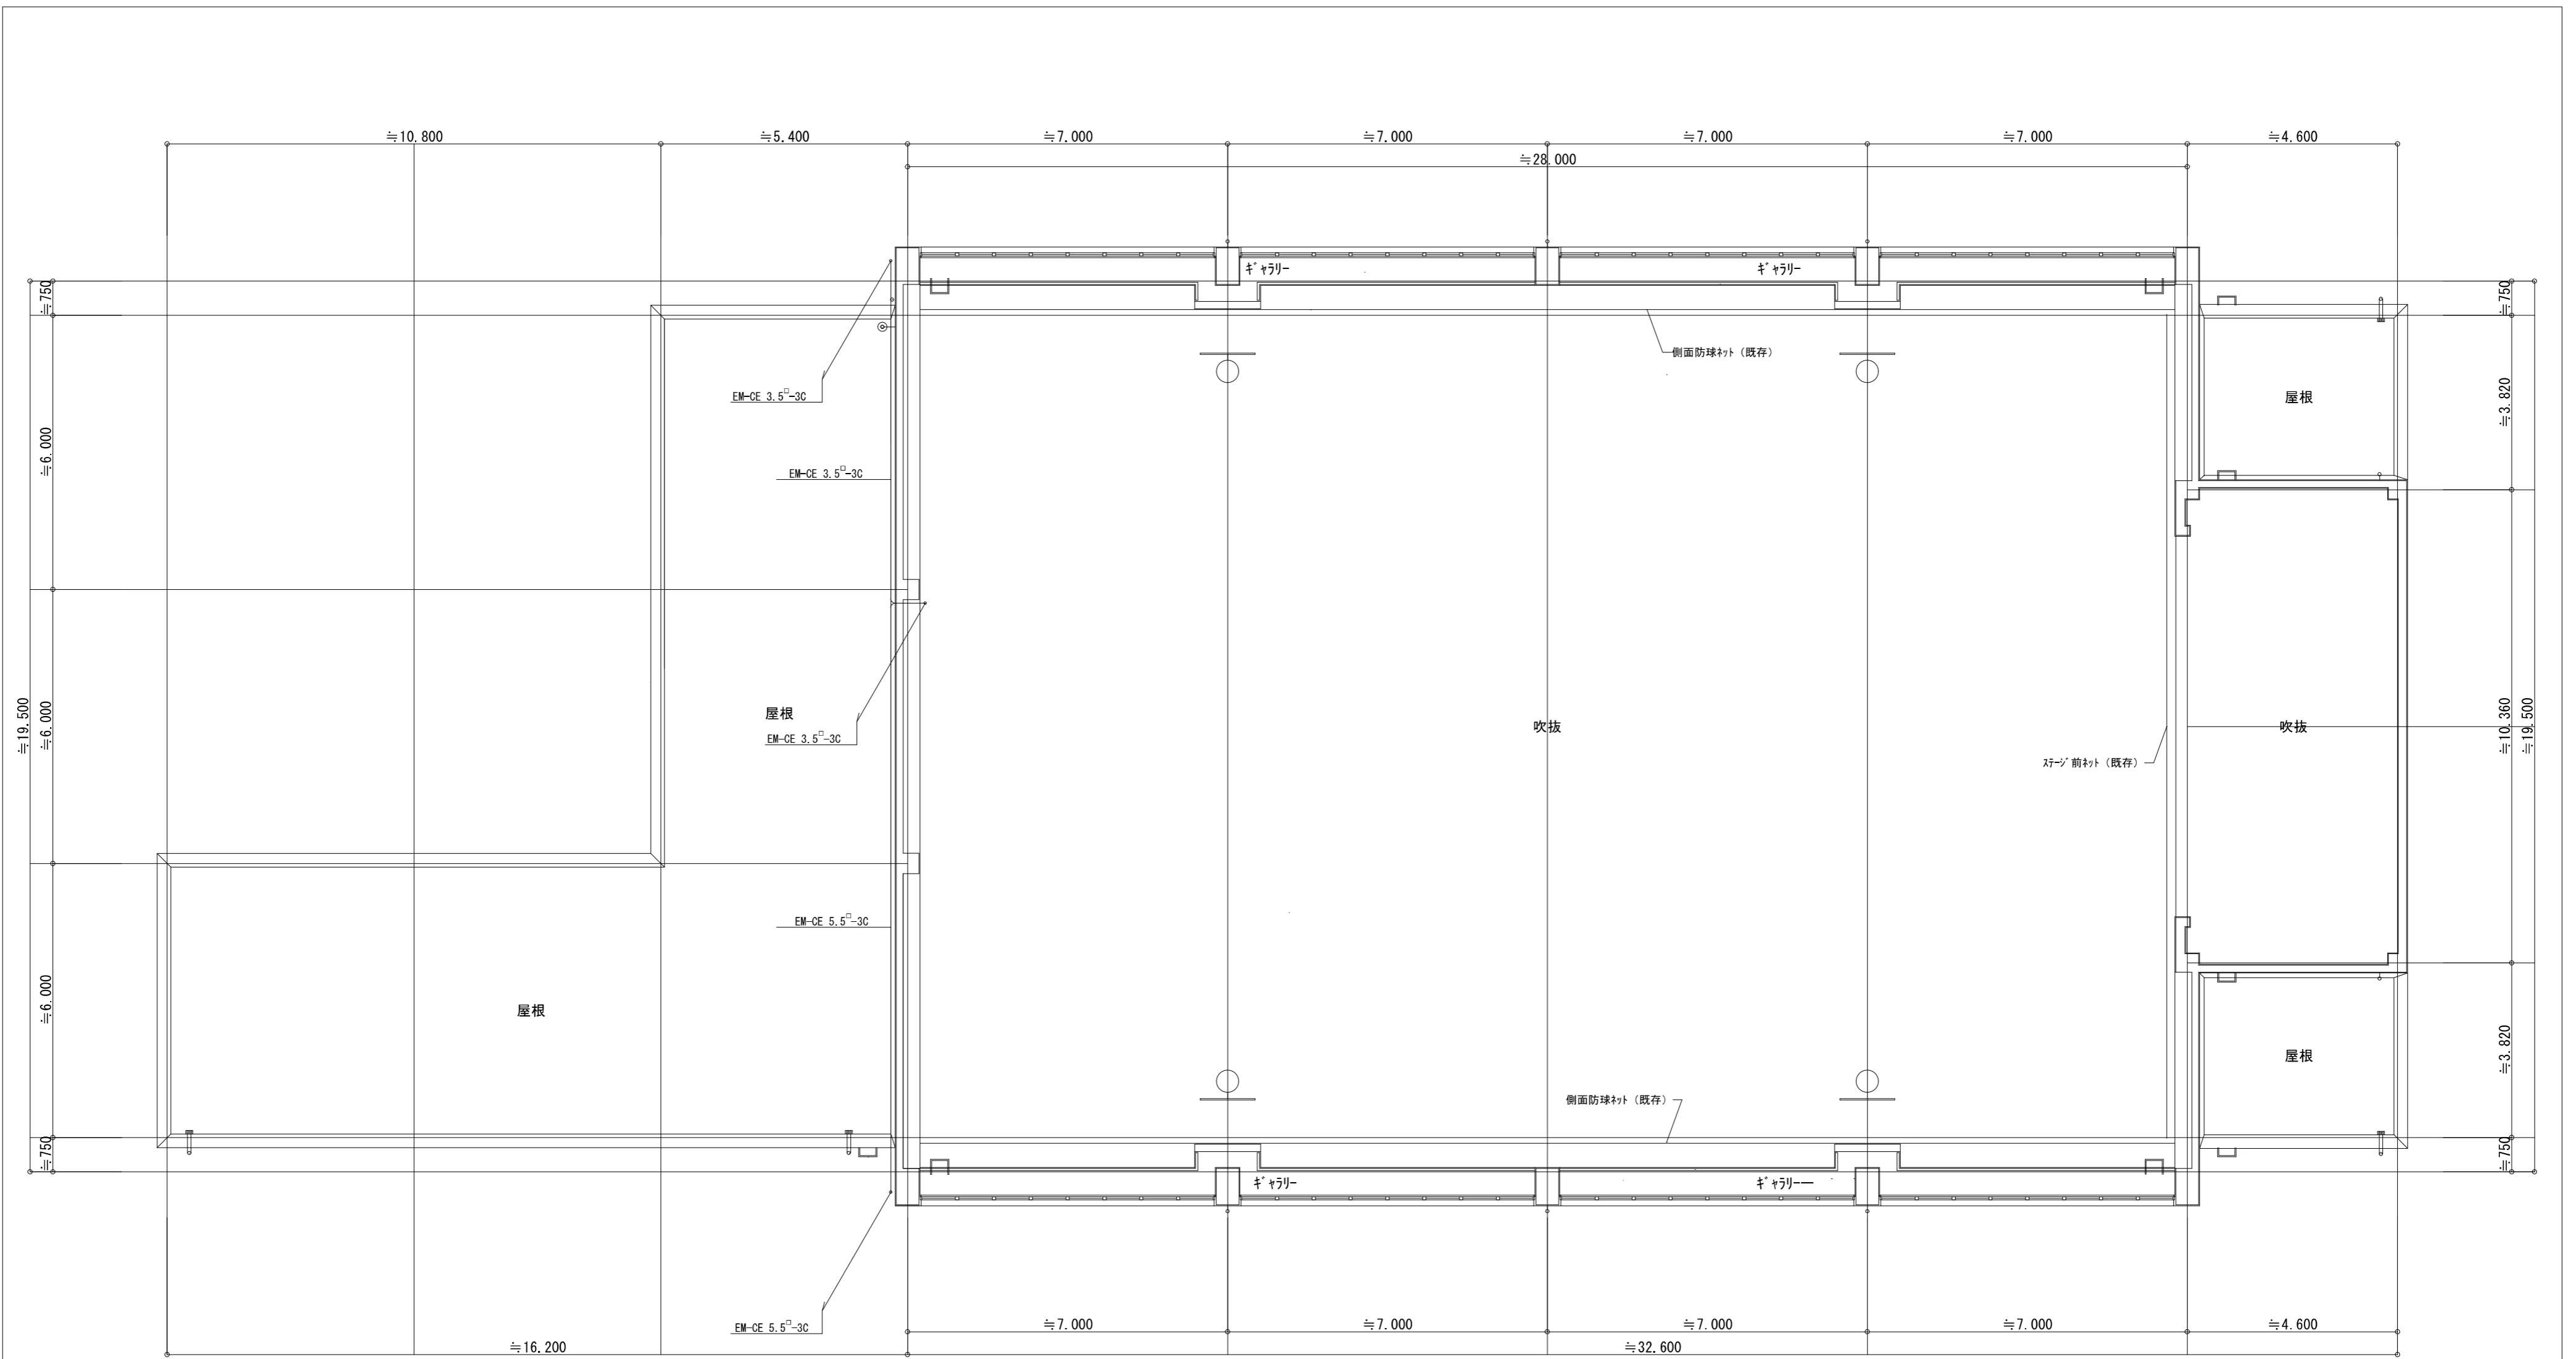 ≒10.800 ≒5.400 ≒7.000 ≒7.000 ≒7.000 ≒7.000 ≒4.600
≒28.000
ギャラリー ギャラリー
≒750 ≒750
側面防球ネット（既存）
EM-CE 3.5□-3C
屋根
≒3.820
≒6.000
EM-CE 3.5□-3C
屋根
EM-CE 3.5□-3C
吹抜 吹抜
ステージ前ネット（既存）
≒19.500 ≒6.000 ≒10.360 ≒19.500
EM-CE 5.5□-3C
≒6.000
屋根
屋根
≒3.820
側面防球ネット（既存）
≒750 ≒750
ギャラリー ギャラリー
EM-CE 5.5□-3C
≒7.000 ≒7.000 ≒7.000 ≒7.000 ≒4.600
≒16.200 ≒32.600